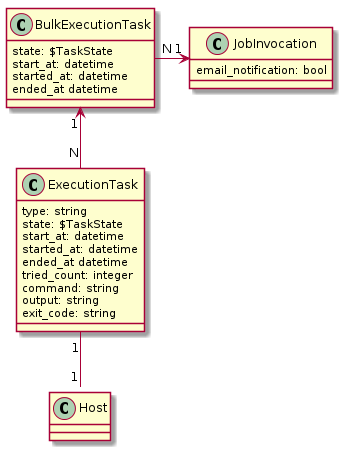 C BulkExecutionTask
state: $TaskState
start_at: datetime
started_at: datetime
ended_at datetime
N 1
C JobInvocation
email_notification: bool
1
N
C ExecutionTask
type: string
state: $TaskState
start_at: datetime
started_at: datetime
ended_at datetime
tried_count: integer
command: string
output: string
exit_code: string
1
1
C Host